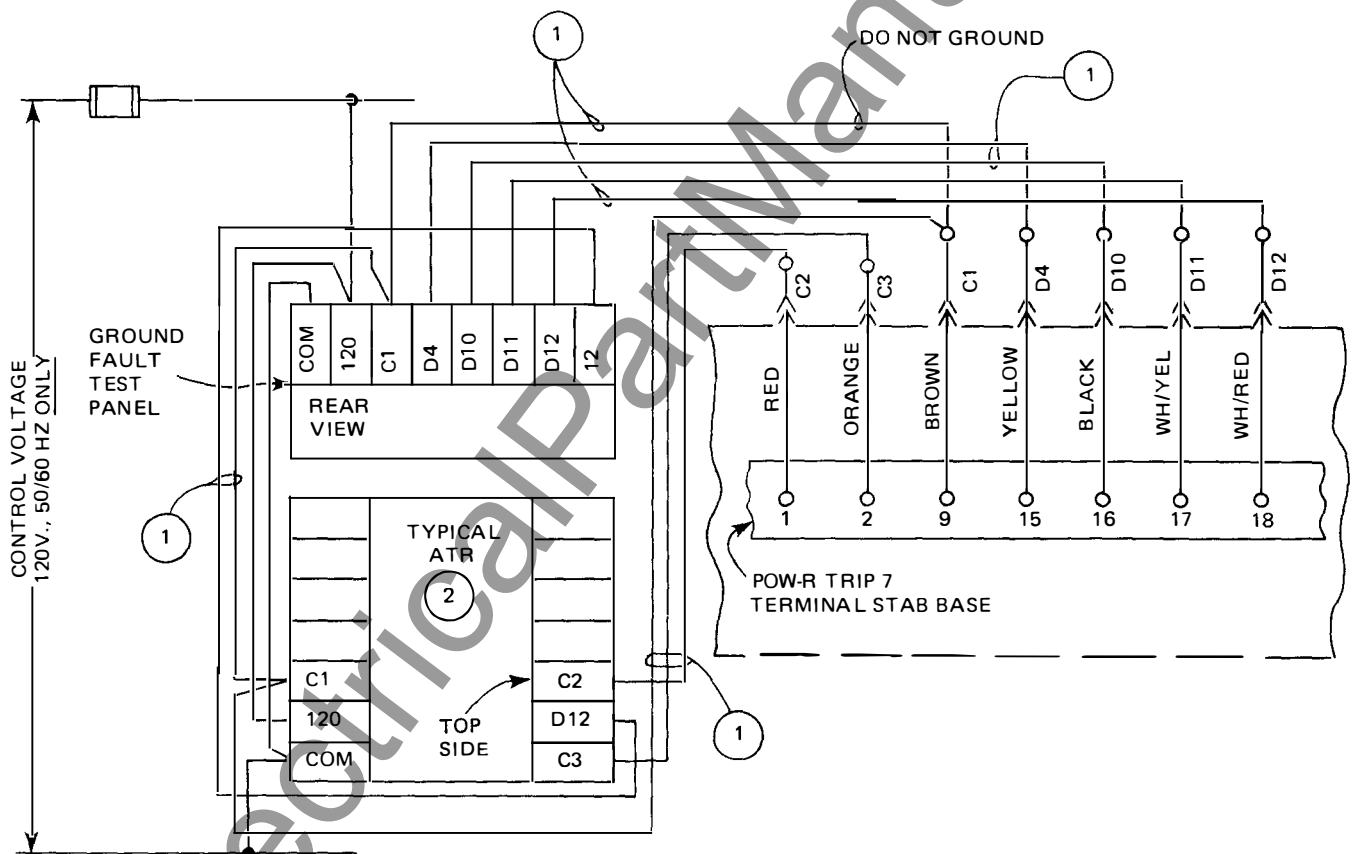 1
DO NOT GROUND
1
CONTROL VOLTAGE
120V., 50/60 HZ ONLY
GROUND
FAULT
TEST
PANEL
COM
120
C1
D4
D10
D11
D12
12
REAR
VIEW
C2
C3
C1
D4
D10
D11
D12
RED
ORANGE
BROWN
YELLOW
BLACK
WH/YEL
WH/RED
1
2
9
15
16
17
18
POW-R TRIP 7
TERMINAL STAB BASE
1
TYPICAL
ATR
2
C1
120
COM
TOP
SIDE
C2
D12
C3
1
ectricalPartManu